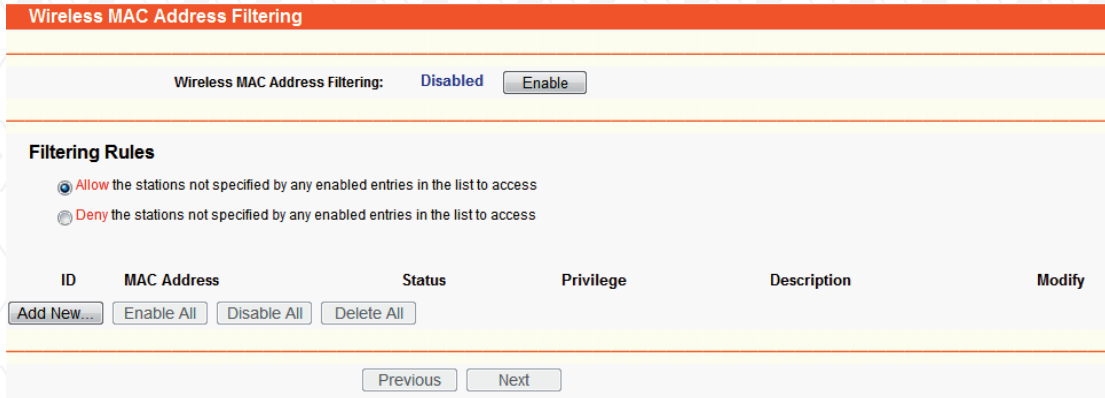 Wireless MAC Address Filtering
Wireless MAC Address Filtering: Disabled Enable
Filtering Rules
Allow the stations not specified by any enabled entries in the list to access
Deny the stations not specified by any enabled entries in the list to access
ID MAC Address Status Privilege Description Modify
Add New... Enable All Disable All Delete All
Previous Next